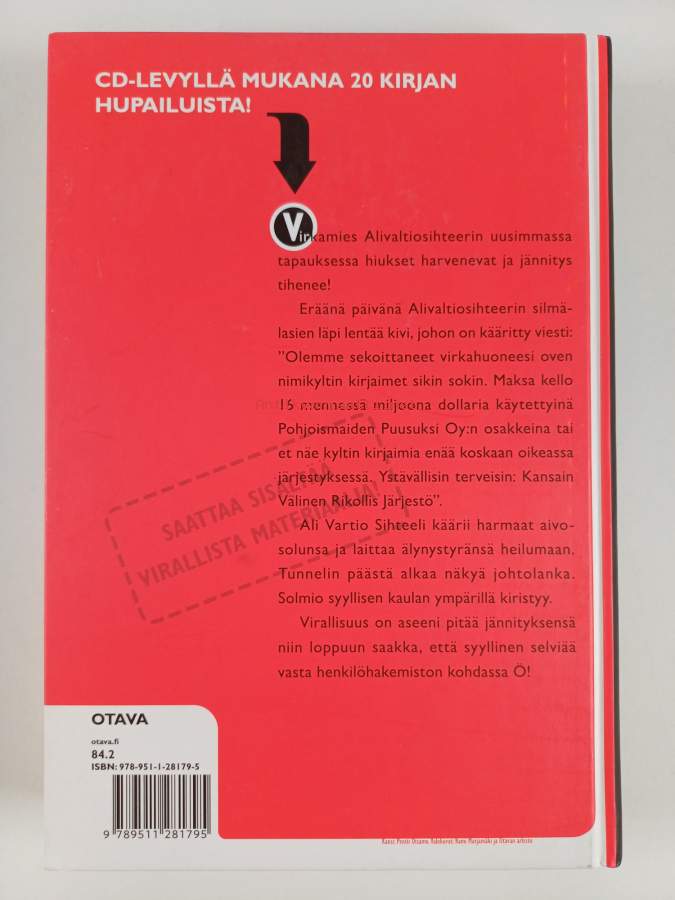 CD-LEVYLLÄ MUKANA 20 KIRJAN
HUPAILUISTA!
Virkamies Alivaltiosihteerin uusimmassa
tapauksessa hiukset harvenevat ja jännitys
tihenee!
Eräänä päivänä Alivaltiosihteerin silmä-
lasien läpi lentää kivi, johon on kääritty viesti:
”Olemme sekoittaneet virkahuoneesi oven
nimikyltin kirjaimet sikin sokin. Maksa kello
16 mennessä miljoona dollaria käytettyinä
Pohjoismaiden Puusuksi Oy:n osakkeina tai
et näe kyltin kirjaimia enää koskaan oikeassa
järjestyksessä. Ystävällisin terveisin: Kansain
Välinen Rikollis Järjestö”.
Ali Vartio Sihteeli käärii harmaat aivo-
solunsa ja laittaa älynystyränsä heilumaan.
Tunnelin päästä alkaa näkyä johtolanka.
Solmio syyllisen kaulan ympärillä kiristyy.
Virallisuus on aseeni pitää jännityksensä
niin loppuun saakka, että syyllinen selviää
vasta henkilöhakemiston kohdassa Ö!
SAATTAA SISÄLTÄÄ
VIRALLISTA MATERIAALIA!
OTAVA
otava.fi
84.2
ISBN: 978-951-1-28179-5
9 789511 281795